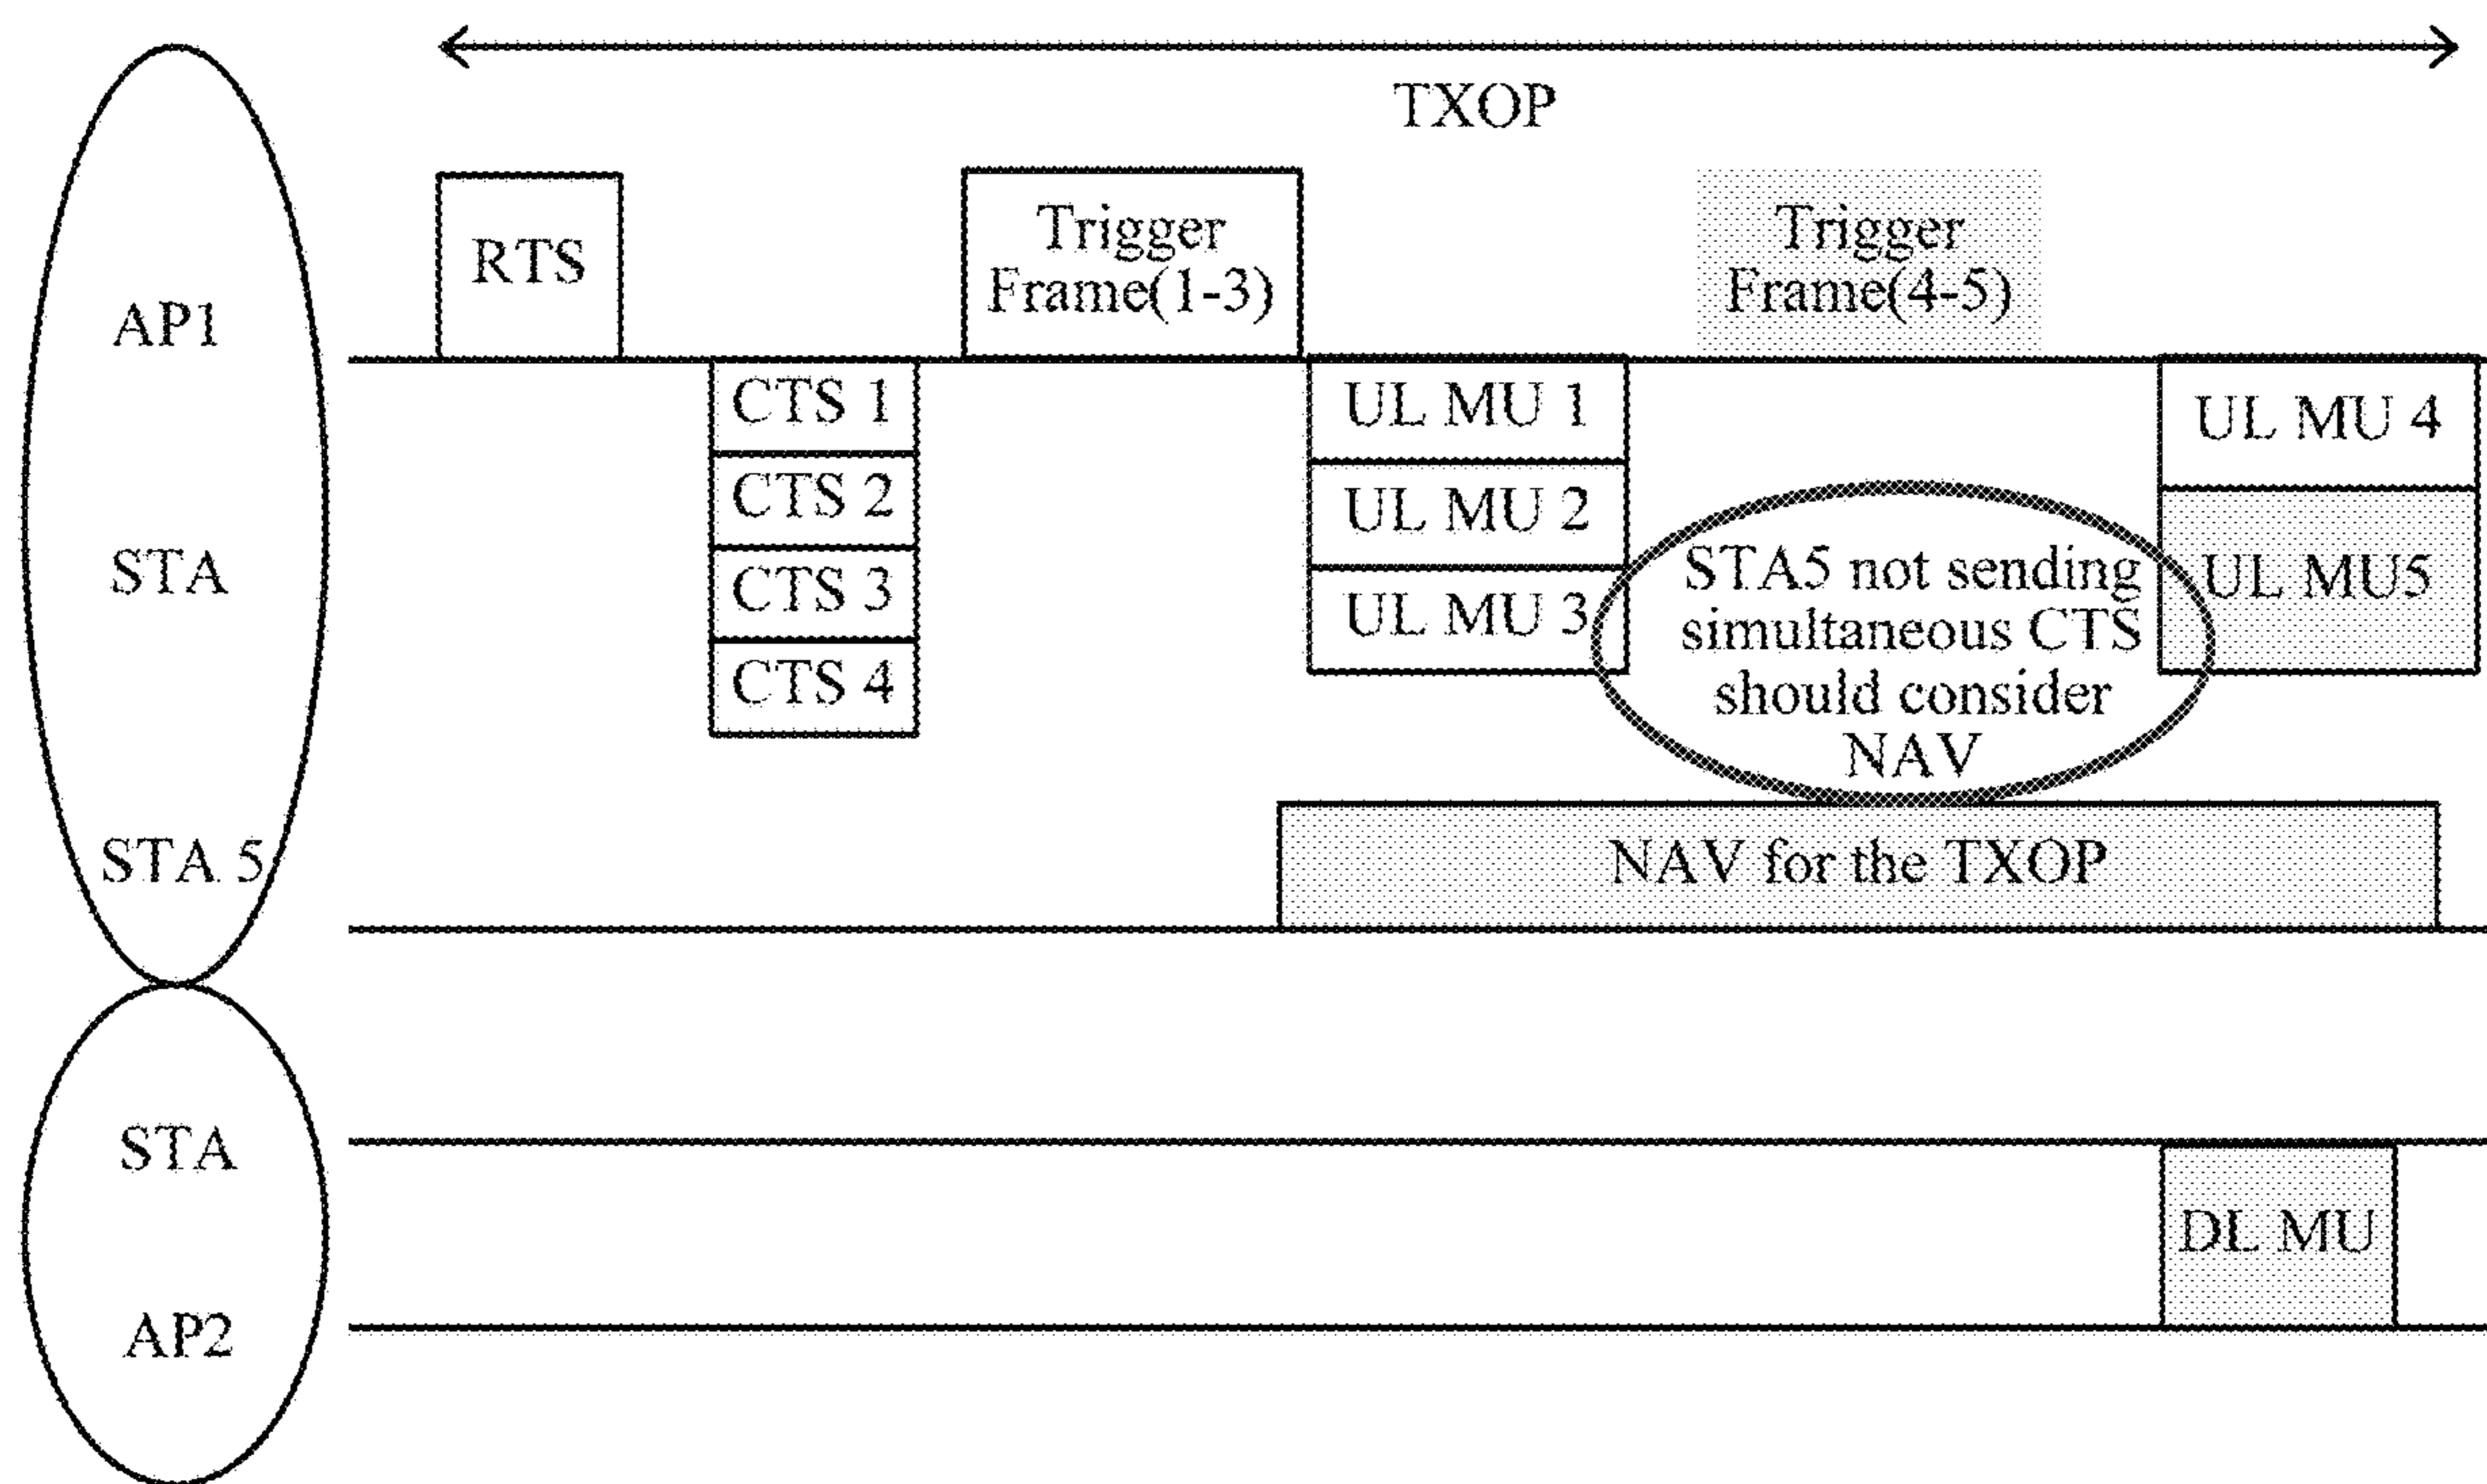 TXOP
RTS
Trigger
Frame(1-3)
Trigger
Frame(4-5)
AP1
CTS 1
CTS 2
CTS 3
CTS 4
UL MU 1
UL MU 2
UL MU 3
UL MU 4
UL MU5
STA
STA5 not sending
simultaneous CTS
should consider
NAV
STA 5
NAV for the TXOP
STA
DL MU
AP2